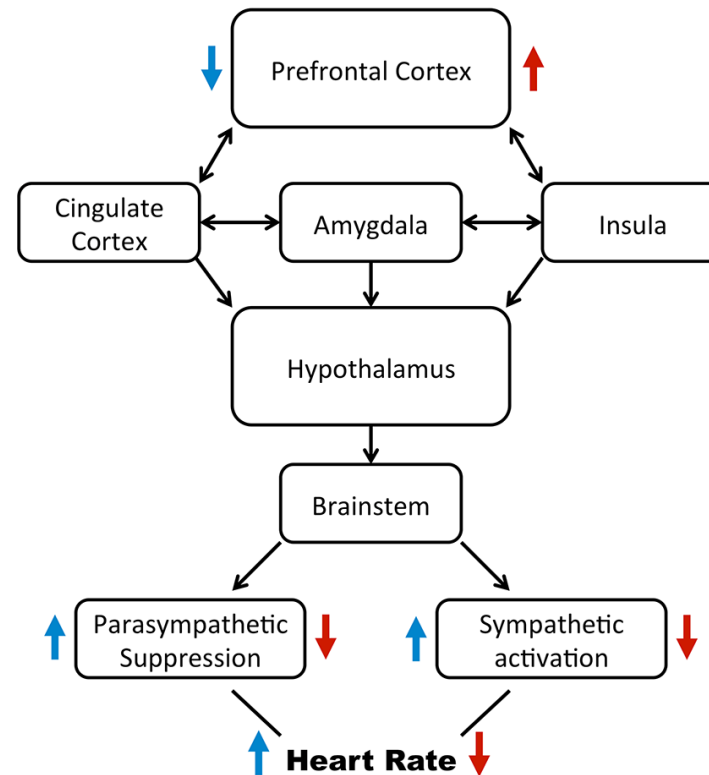 Prefrontal Cortex
Cingulate
Cortex
Amygdala
Insula
Hypothalamus
Brainstem
Parasympathetic
Suppression
Sympathetic
activation
Heart Rate